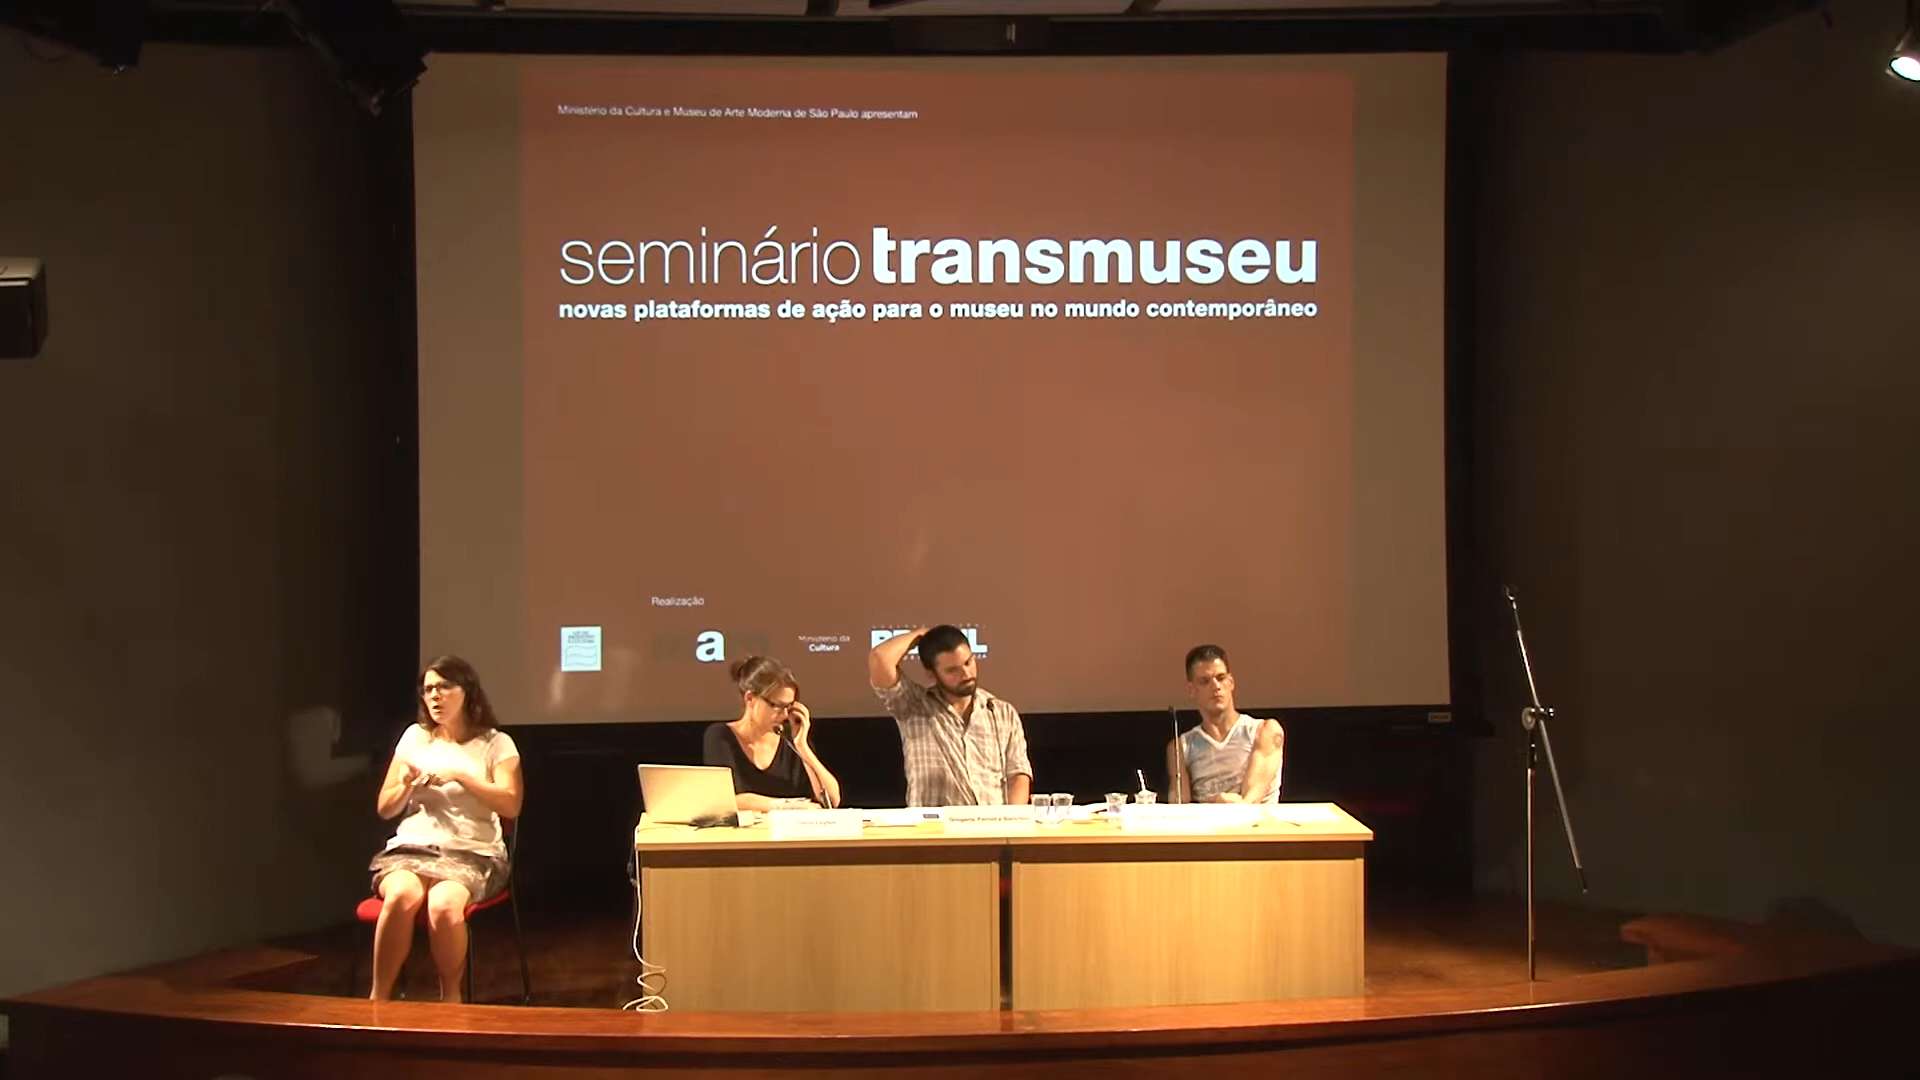 Ministério da Cultura e Museu de Arte Moderna de São Paulo apresentam
seminário transmuseu
novas plataformas de ação para o museu no mundo contemporâneo
Realização
a
Ministério da
Cultura